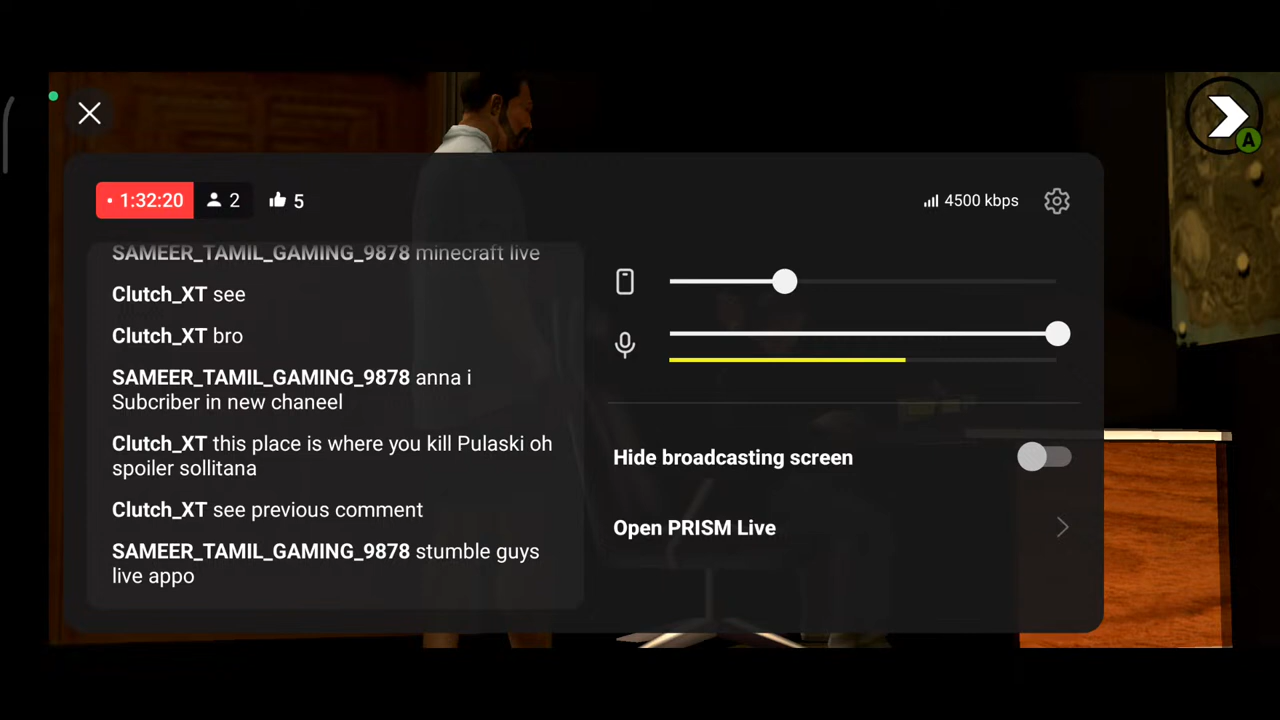 • 1:32:20 2 5
4500 kbps
SAMEER_TAMIL_GAMING_9878 minecraft live
Clutch_XT see
Clutch_XT bro
SAMEER_TAMIL_GAMING_9878 anna i
Subcriber in new chaneel
Clutch_XT this place is where you kill Pulaski oh
spoiler sollitana
Clutch_XT see previous comment
SAMEER_TAMIL_GAMING_9878 stumble guys
live appo
Hide broadcasting screen
Open PRISM Live
A